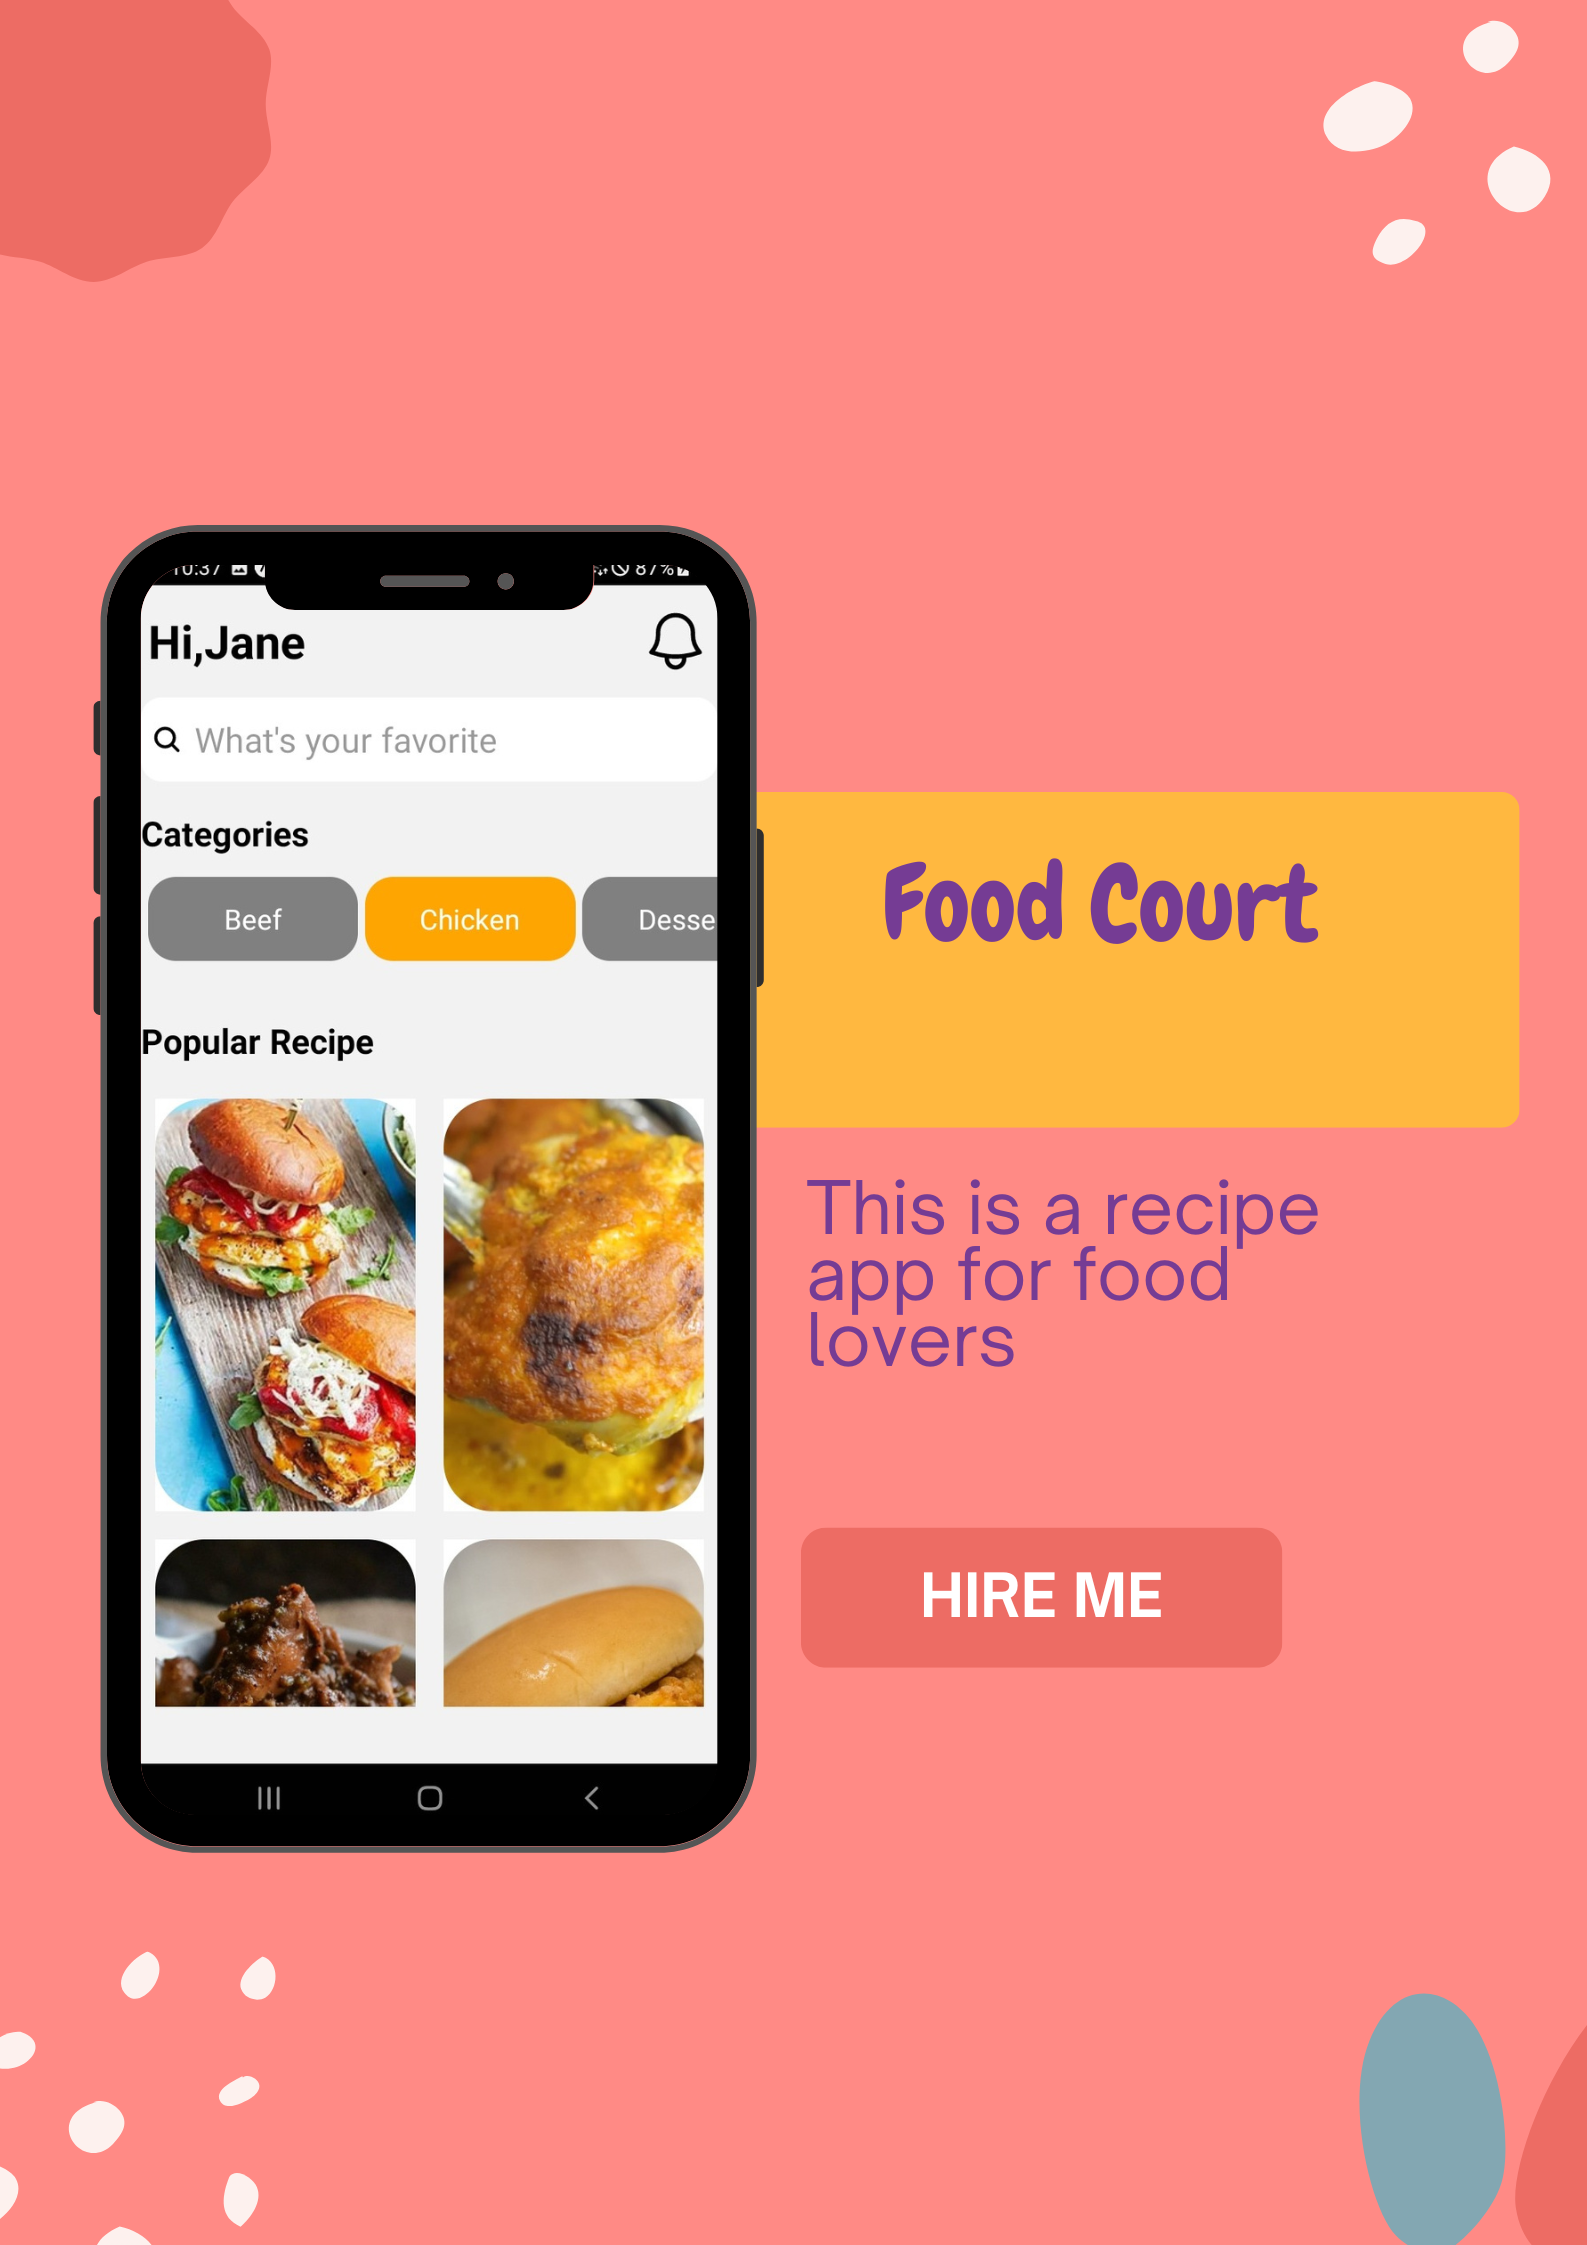 10:37
87%
Hi,Jane
What's your favorite
Categories
Beef
Chicken
Desse
Popular Recipe
Food Court
This is a recipe
app for food
lovers
HIRE ME